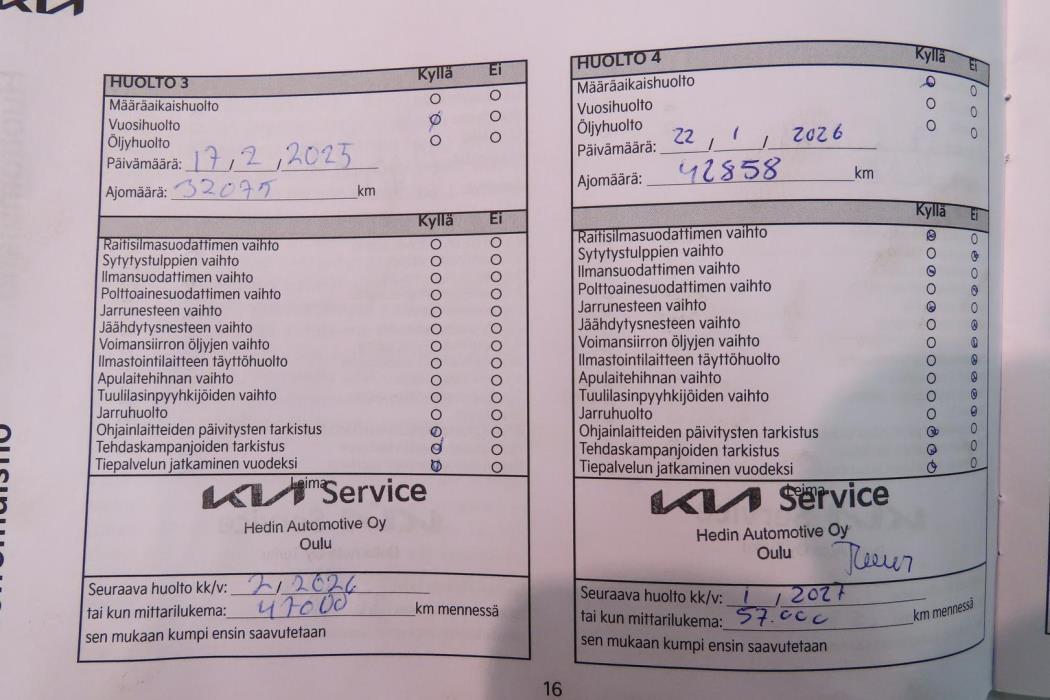 KIA
HUOLTO 3 Kyllä Ei
Määräaikaishuolto
Vuosihuolto
Öljyhuolto
Päivämäärä: 17 / 2 / 2025
Ajomäärä: 32075 km
Kyllä Ei
Raitisilmasuodattimen vaihto
Sytytystulppien vaihto
Ilmansuodattimen vaihto
Polttoainesuodattimen vaihto
Jarrunesteen vaihto
Jäähdytysnesteen vaihto
Voimansiirron öljyjen vaihto
Ilmastointilaitteen täyttöhuolto
Apulaitehihnan vaihto
Tuulilasinpyyhkijöiden vaihto
Jarruhuolto
Ohjainlaitteiden päivitysten tarkistus
Tehdaskampanjoiden tarkistus
Tiepalvelun jatkaminen vuodeksi
Leima
KIA Service
Hedin Automotive Oy
Oulu
Seuraava huolto kk/v: 2 / 2026
tai kun mittarilukema: 47000 km mennessä
sen mukaan kumpi ensin saavutetaan
HUOLTO 4 Kyllä Ei
Määräaikaishuolto
Vuosihuolto
Öljyhuolto
Päivämäärä: 22 / 1 / 2026
Ajomäärä: 42858 km
Kyllä Ei
Raitisilmasuodattimen vaihto
Sytytystulppien vaihto
Ilmansuodattimen vaihto
Polttoainesuodattimen vaihto
Jarrunesteen vaihto
Jäähdytysnesteen vaihto
Voimansiirron öljyjen vaihto
Ilmastointilaitteen täyttöhuolto
Apulaitehihnan vaihto
Tuulilasinpyyhkijöiden vaihto
Jarruhuolto
Ohjainlaitteiden päivitysten tarkistus
Tehdaskampanjoiden tarkistus
Tiepalvelun jatkaminen vuodeksi
Leima
KIA Service
Hedin Automotive Oy
Oulu
Seuraava huolto kk/v: 1 / 2027
tai kun mittarilukema: 57.000 km mennessä
sen mukaan kumpi ensin saavutetaan
16